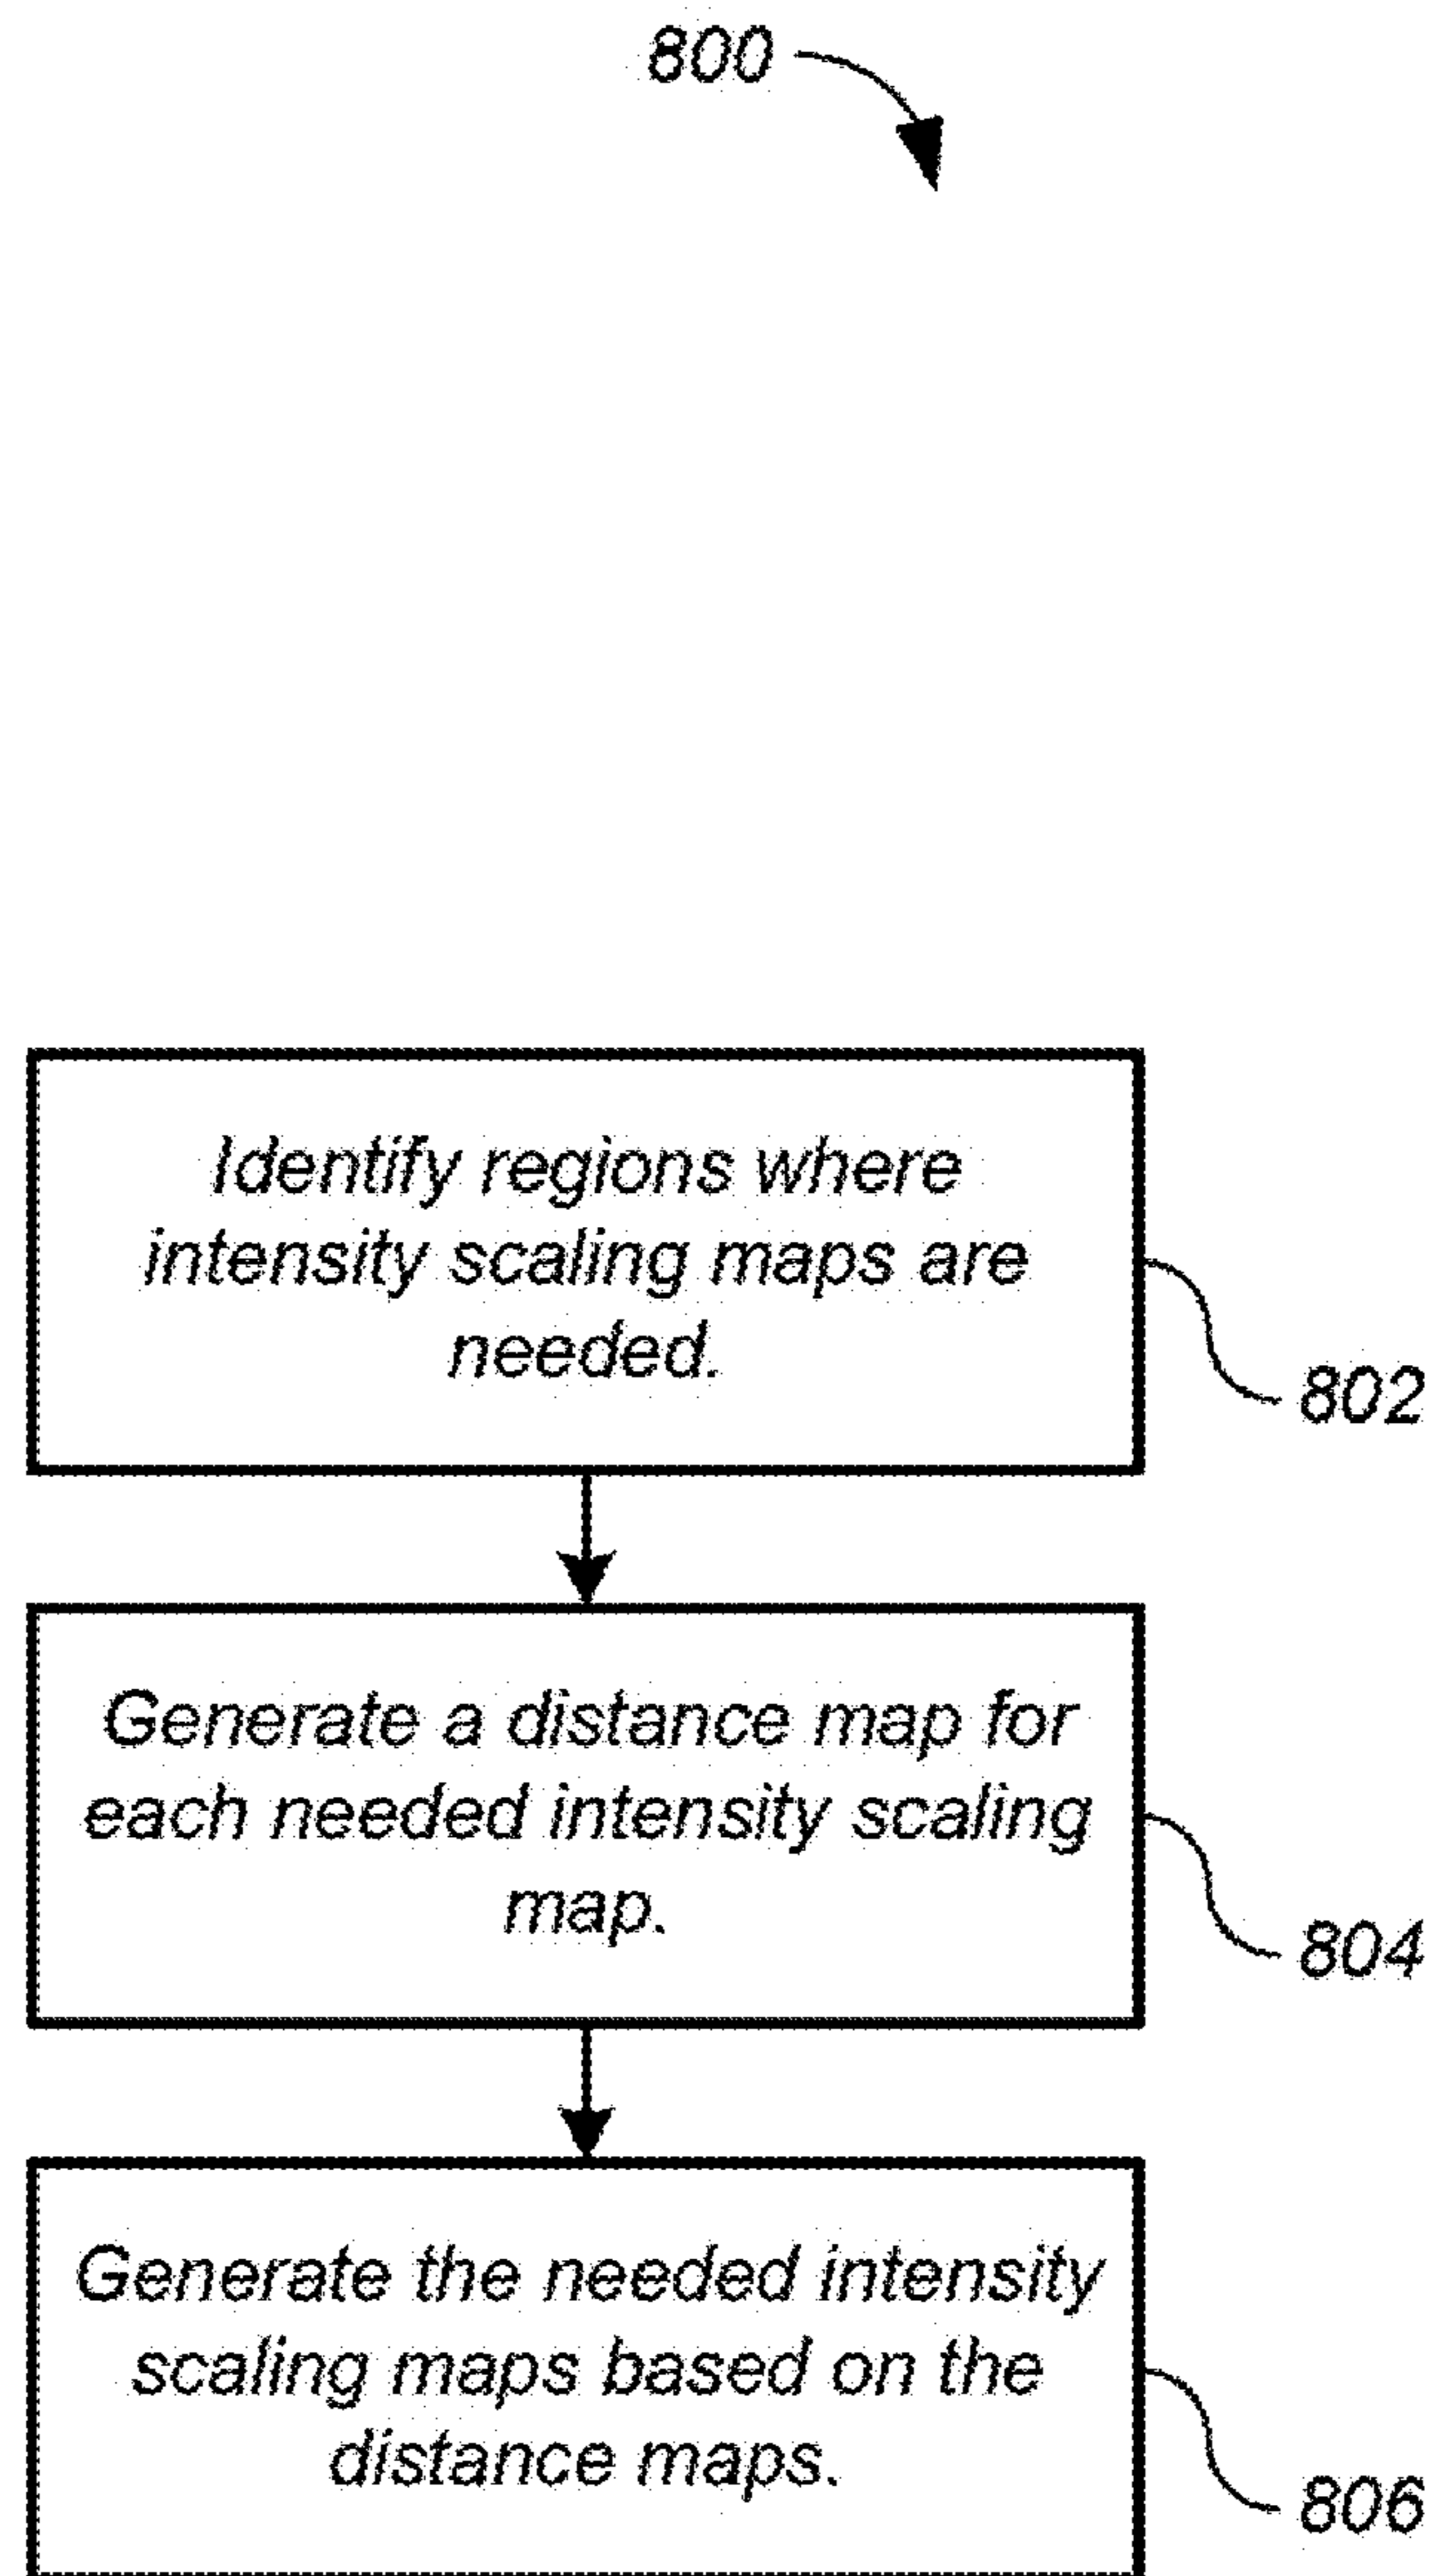 800
Identify regions where
intensity scaling maps are
needed.
802
Generate a distance map for
each needed intensity scaling
map.
804
Generate the needed intensity
scaling maps based on the
distance maps.
806